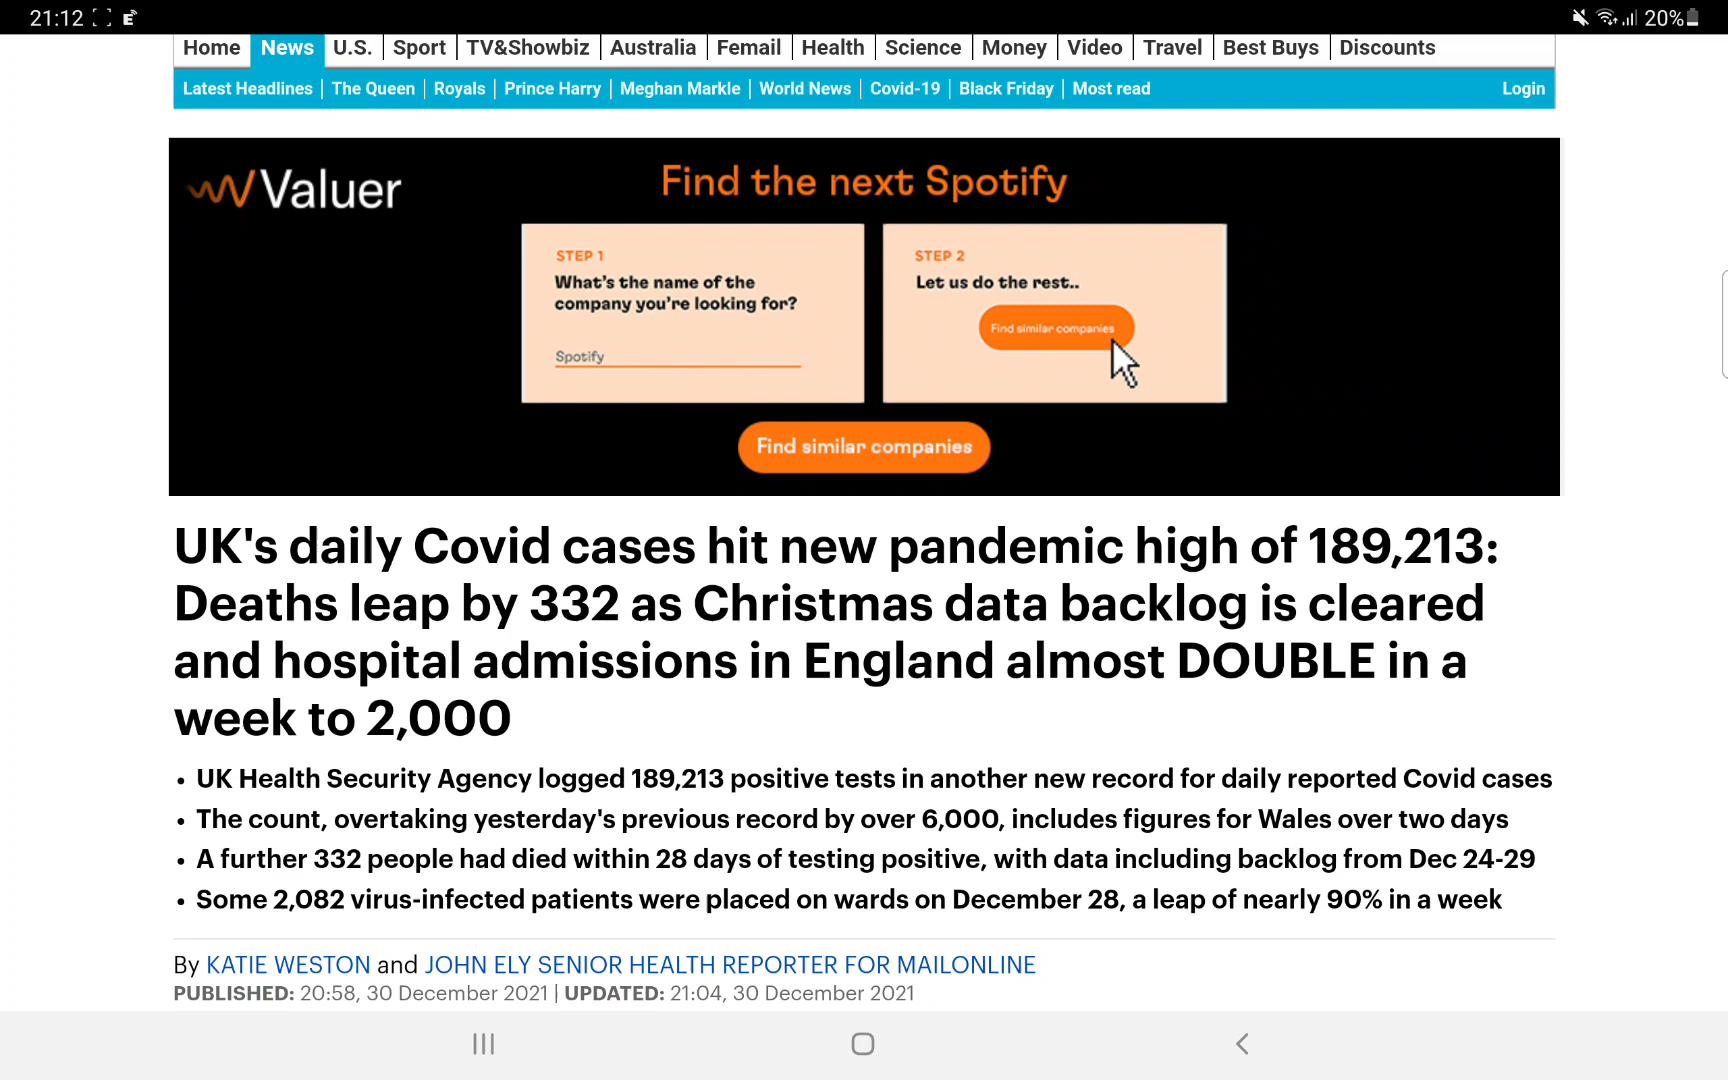 21:12
20%
Home News U.S. Sport TV&Showbiz Australia Femail Health Science Money Video Travel Best Buys Discounts
Latest Headlines The Queen Royals Prince Harry Meghan Markle World News Covid-19 Black Friday Most read Login
Valuer
Find the next Spotify
STEP 1
What's the name of the
company you're looking for?
Spotify
STEP 2
Let us do the rest..
Find similar companies
Find similar companies
UK's daily Covid cases hit new pandemic high of 189,213:
Deaths leap by 332 as Christmas data backlog is cleared
and hospital admissions in England almost DOUBLE in a
week to 2,000
• UK Health Security Agency logged 189,213 positive tests in another new record for daily reported Covid cases
• The count, overtaking yesterday's previous record by over 6,000, includes figures for Wales over two days
• A further 332 people had died within 28 days of testing positive, with data including backlog from Dec 24-29
• Some 2,082 virus-infected patients were placed on wards on December 28, a leap of nearly 90% in a week
By KATIE WESTON and JOHN ELY SENIOR HEALTH REPORTER FOR MAILONLINE
PUBLISHED: 20:58, 30 December 2021 | UPDATED: 21:04, 30 December 2021